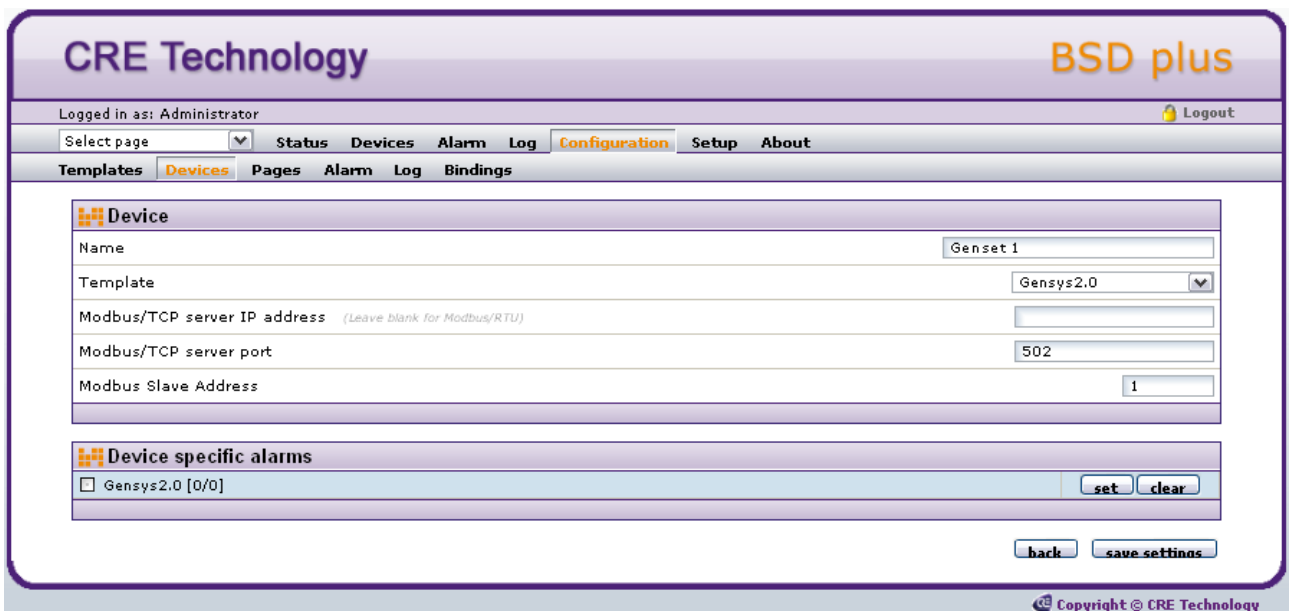 CRE Technology BSD plus
Logged in as: Administrator Logout
Select page Status Devices Alarm Log Configuration Setup About
Templates Devices Pages Alarm Log Bindings
Device
Name Genset 1
Template Gensys2.0
Modbus/TCP server IP address (Leave blank for Modbus/RTU)
Modbus/TCP server port 502
Modbus Slave Address 1
Device specific alarms
Gensys2.0 [0/0] set clear
back save settings
Copyright © CRE Technology